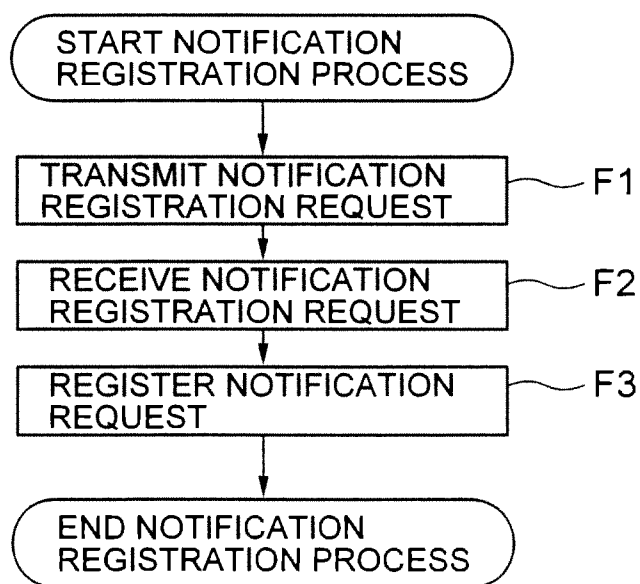 START NOTIFICATION
REGISTRATION PROCESS
TRANSMIT NOTIFICATION
REGISTRATION REQUEST
F1
RECEIVE NOTIFICATION
REGISTRATION REQUEST
F2
REGISTER NOTIFICATION
REQUEST
F3
END NOTIFICATION
REGISTRATION PROCESS